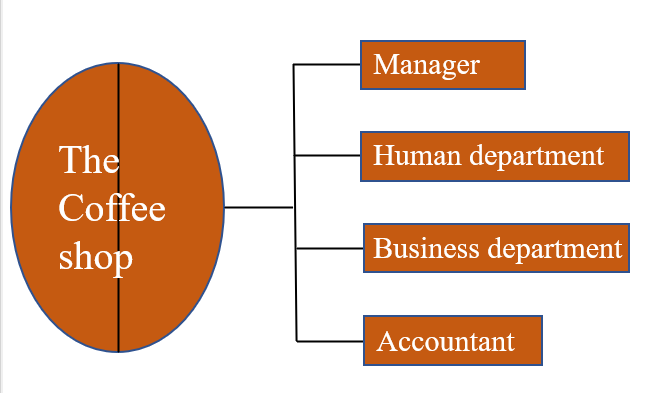 The
Coffee
shop
Manager
Human department
Business department
Accountant